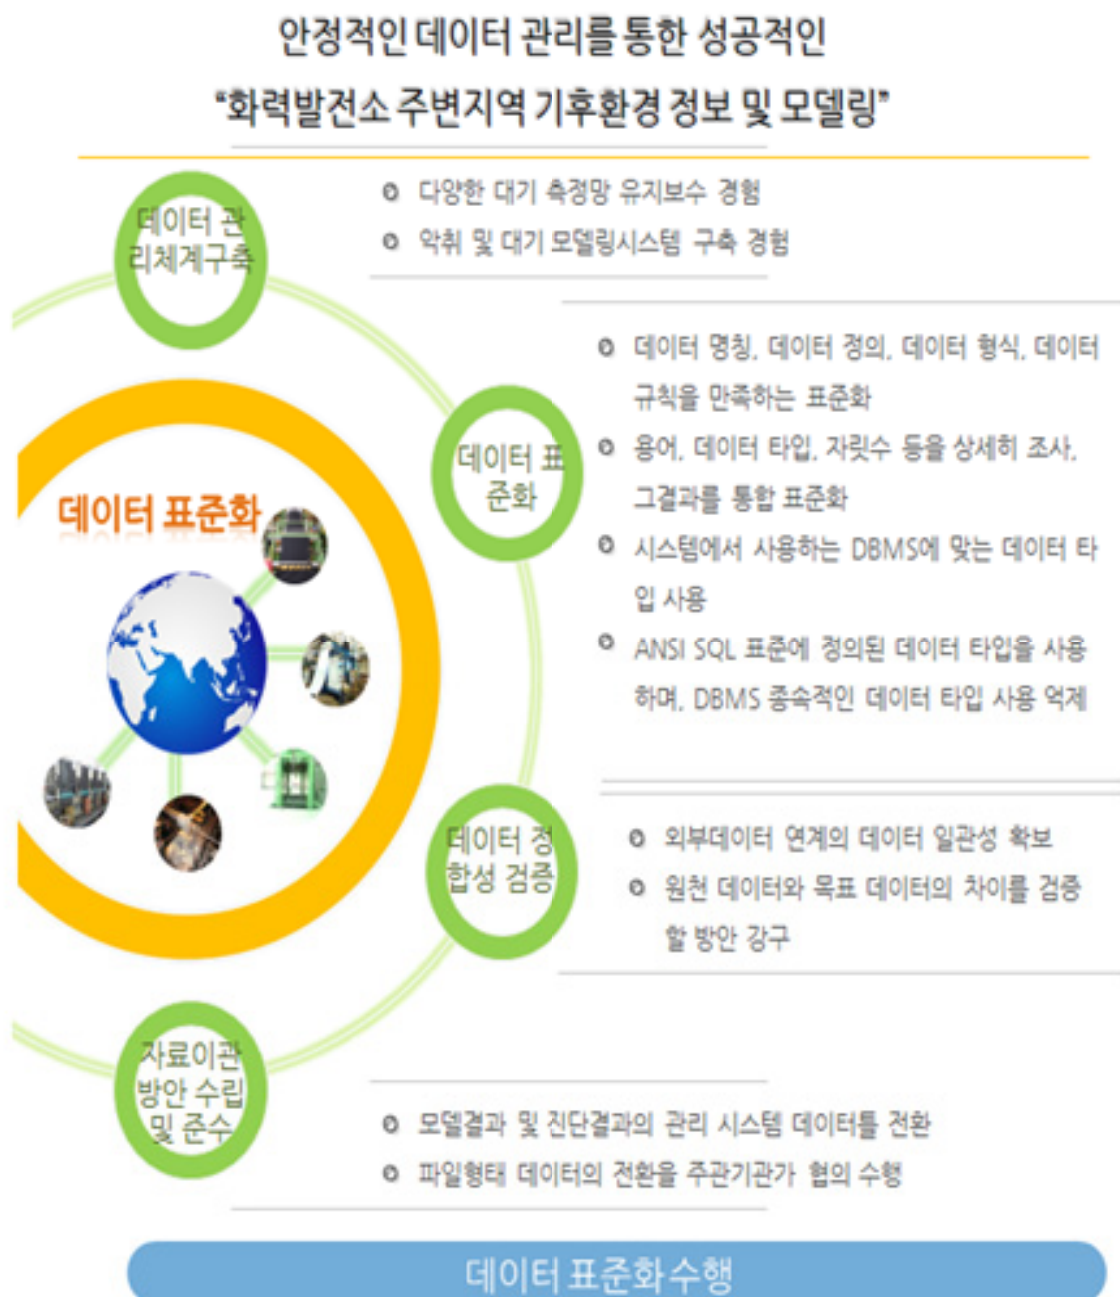 안정적인 데이터 관리를 통한 성공적인
“화력발전소 주변지역 기후환경 정보 및 모델링”
데이터 관
리체계구축
다양한 대기 측정망 유지보수 경험
악취 및 대기 모델링시스템 구축 경험
데이터 표
준화
데이터 명칭, 데이터 정의, 데이터 형식, 데이터
규칙을 만족하는 표준화
용어, 데이터 타입, 자릿수 등을 상세히 조사,
그결과를 통합 표준화
시스템에서 사용하는 DBMS에 맞는 데이터 타
입 사용
ANSI SQL 표준에 정의된 데이터 타입을 사용
하며, DBMS 종속적인 데이터 타입 사용 억제
데이터 표준화
데이터 정
합성 검증
외부데이터 연계의 데이터 일관성 확보
원천 데이터와 목표 데이터의 차이를 검증
할 방안 강구
자료이관
방안 수립
및 준수
모델결과 및 진단결과의 관리 시스템 데이터틀 전환
파일형태 데이터의 전환을 주관기관가 협의 수행
데이터 표준화 수행